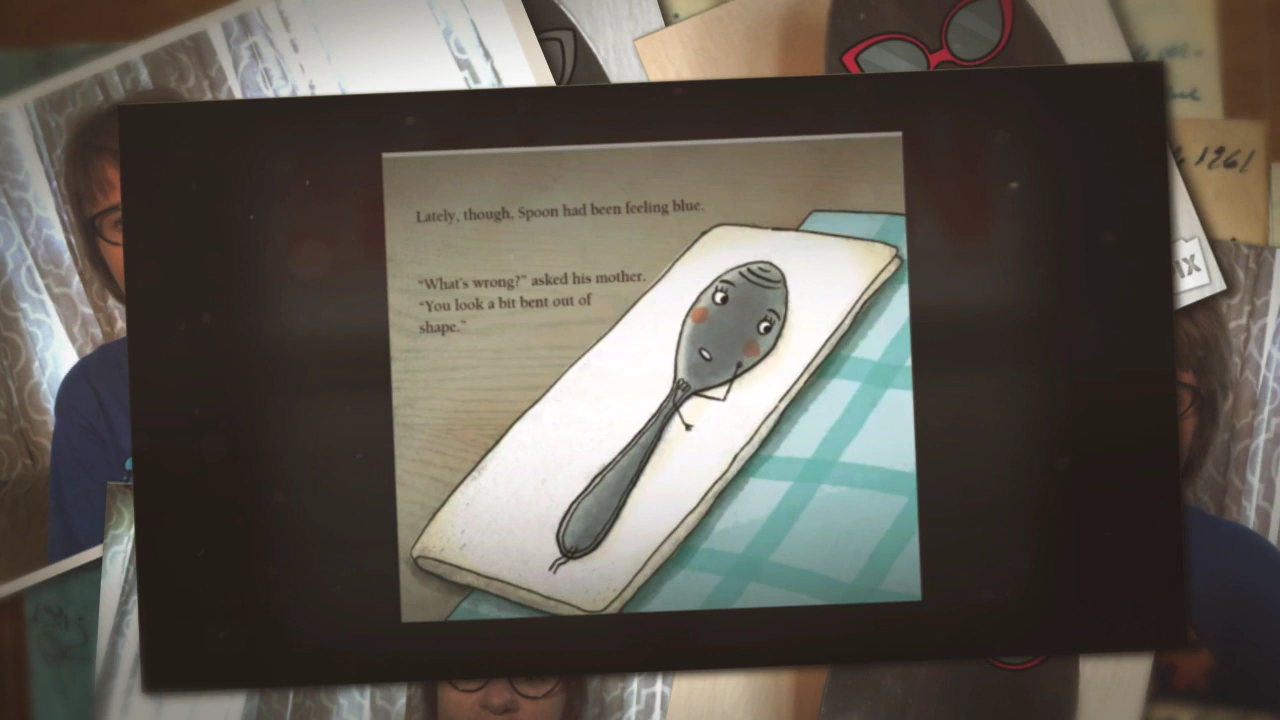 Lately, though, Spoon had been feeling blue.
“What's wrong?” asked his mother.
“You look a bit bent out of
shape.”
1961
IX